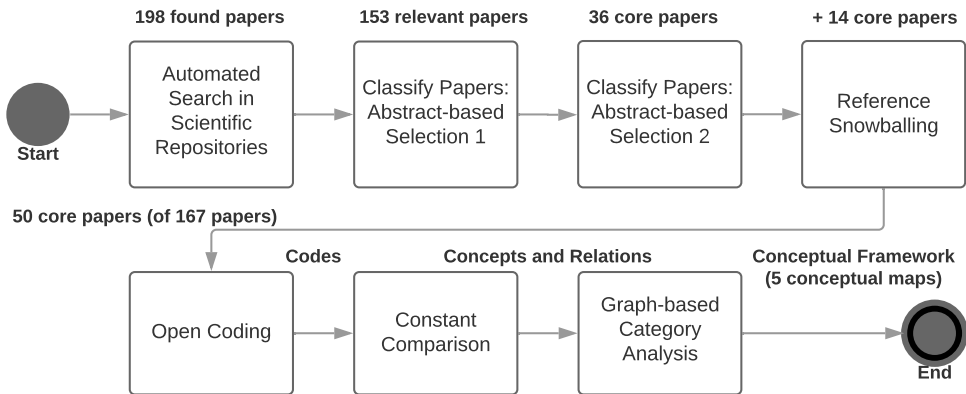 198 found papers
153 relevant papers
36 core papers
+ 14 core papers
Start
Automated
Search in
Scientific
Repositories
Classify Papers:
Abstract-based
Selection 1
Classify Papers:
Abstract-based
Selection 2
Reference
Snowballing
50 core papers (of 167 papers)
Codes
Concepts and Relations
Conceptual Framework
(5 conceptual maps)
Open Coding
Constant
Comparison
Graph-based
Category
Analysis
End